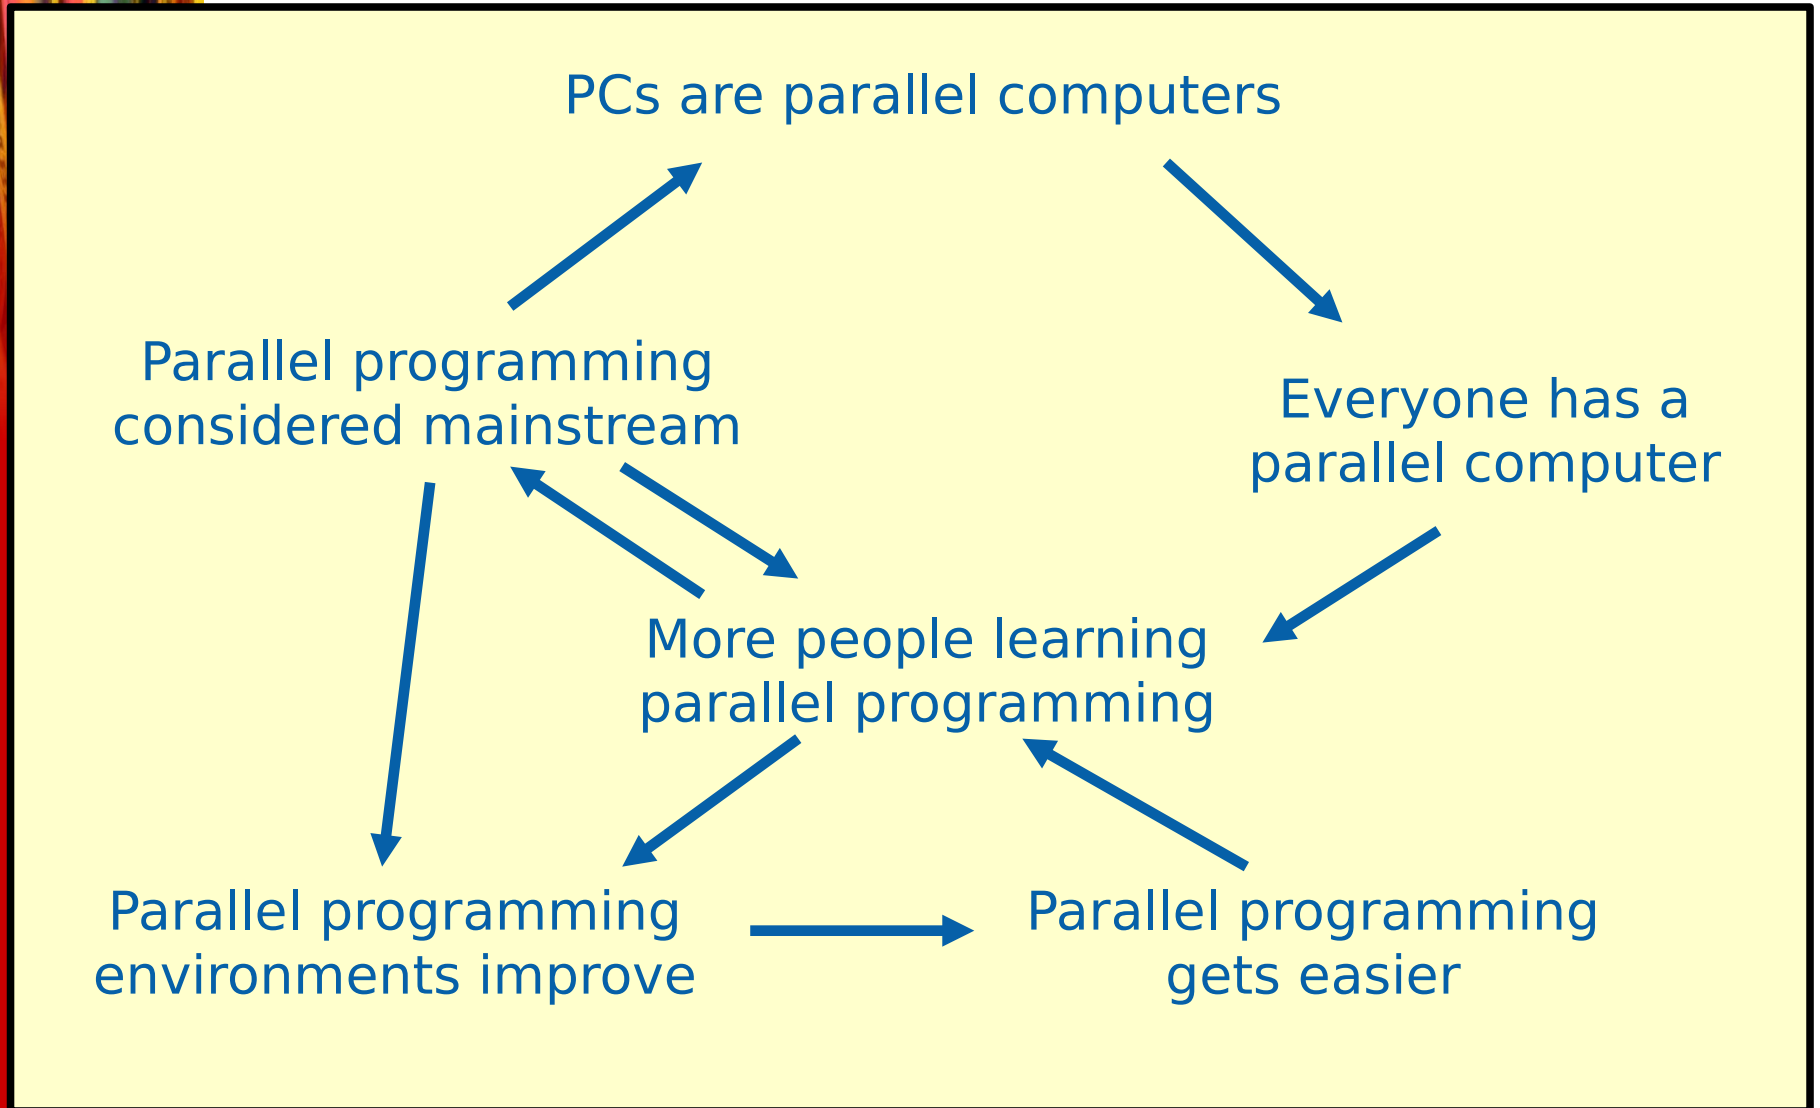 PCs are parallel computers
Parallel programming
considered mainstream
Everyone has a
parallel computer
More people learning
parallel programming
Parallel programming
environments improve
Parallel programming
gets easier